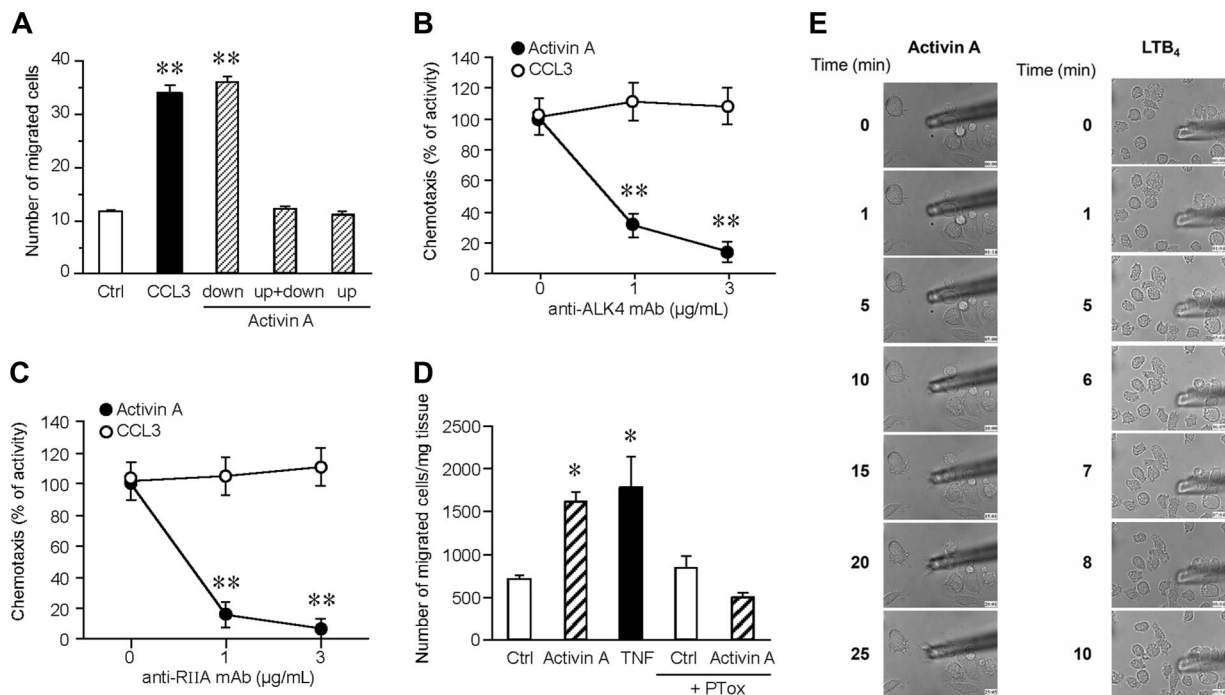 A
Number of migrated cells
40
30
20
10
0
**
**
Ctrl CCL3 down up+down up
Activin A
B
Activin A
CCL3
Chemotaxis (% of activity)
120
100
80
60
40
20
0
**
**
0 1 3
anti-ALK4 mAb (µg/mL)
C
Activin A
CCL3
Chemotaxis (% of activity)
140
120
100
80
60
40
20
0
**
**
0 1 3
anti-RIIA mAb (µg/mL)
D
Number of migrated cells/mg tissue
2500
2000
1500
1000
500
0
*
*
Ctrl Activin A TNF Ctrl Activin A
+ PTox
E
Activin A
Time (min)
0
1
5
10
15
20
25
LTB4
Time (min)
0
1
5
6
7
8
10